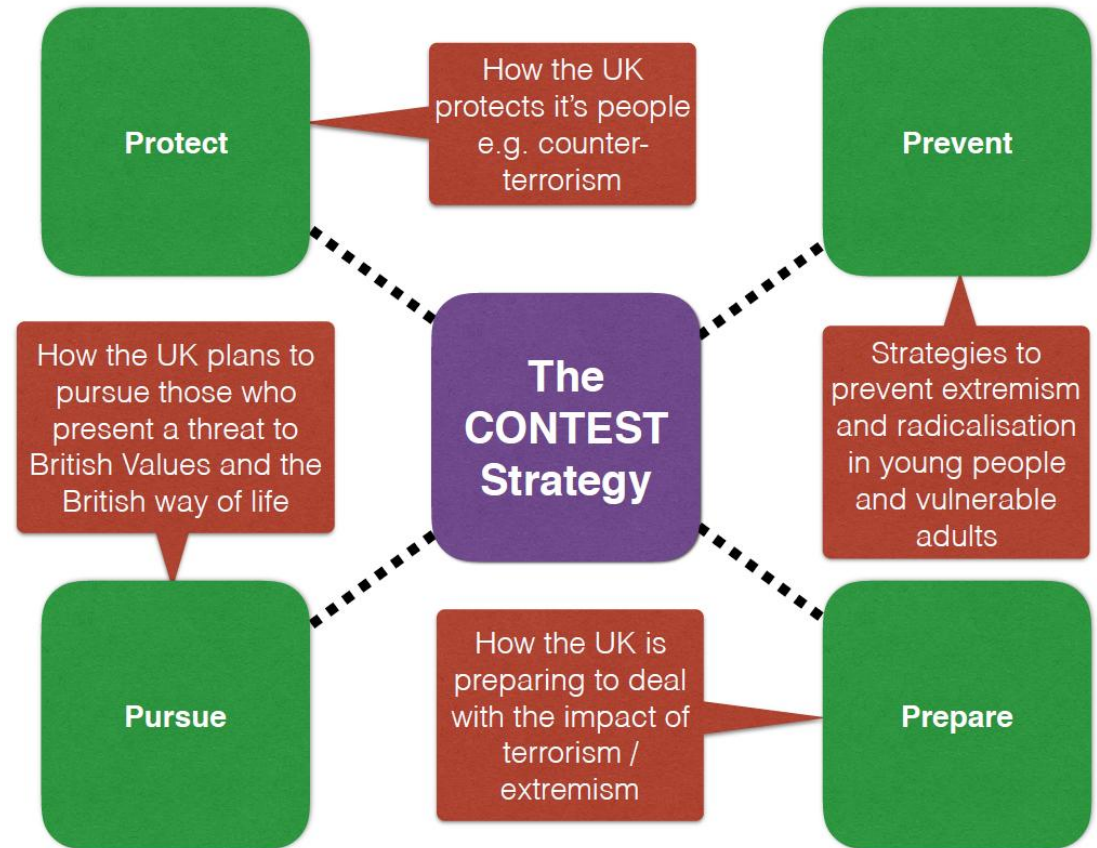 Protect
How the UK
protects it's people
e.g. counter-
terrorism
Prevent
How the UK plans to
pursue those who
present a threat to
British Values and the
British way of life
The
CONTEST
Strategy
Strategies to
prevent extremism
and radicalisation
in young people
and vulnerable
adults
Pursue
How the UK is
preparing to deal
with the impact of
terrorism /
extremism
Prepare